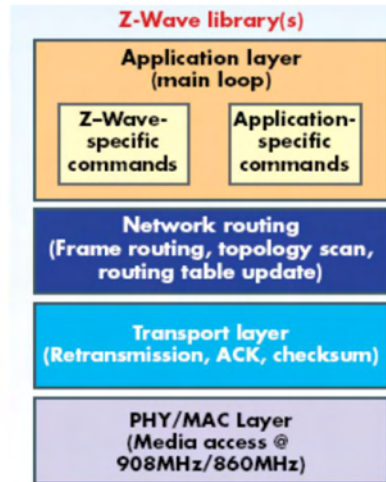 Z-Wave library(s)
Application layer
(main loop)
Z-Wave-
specific
commands
Application-
specific
commands
Network routing
(Frame routing, topology scan,
routing table update)
Transport layer
(Retransmission, ACK, checksum)
PHY/MAC Layer
(Media access @
908MHz/860MHz)